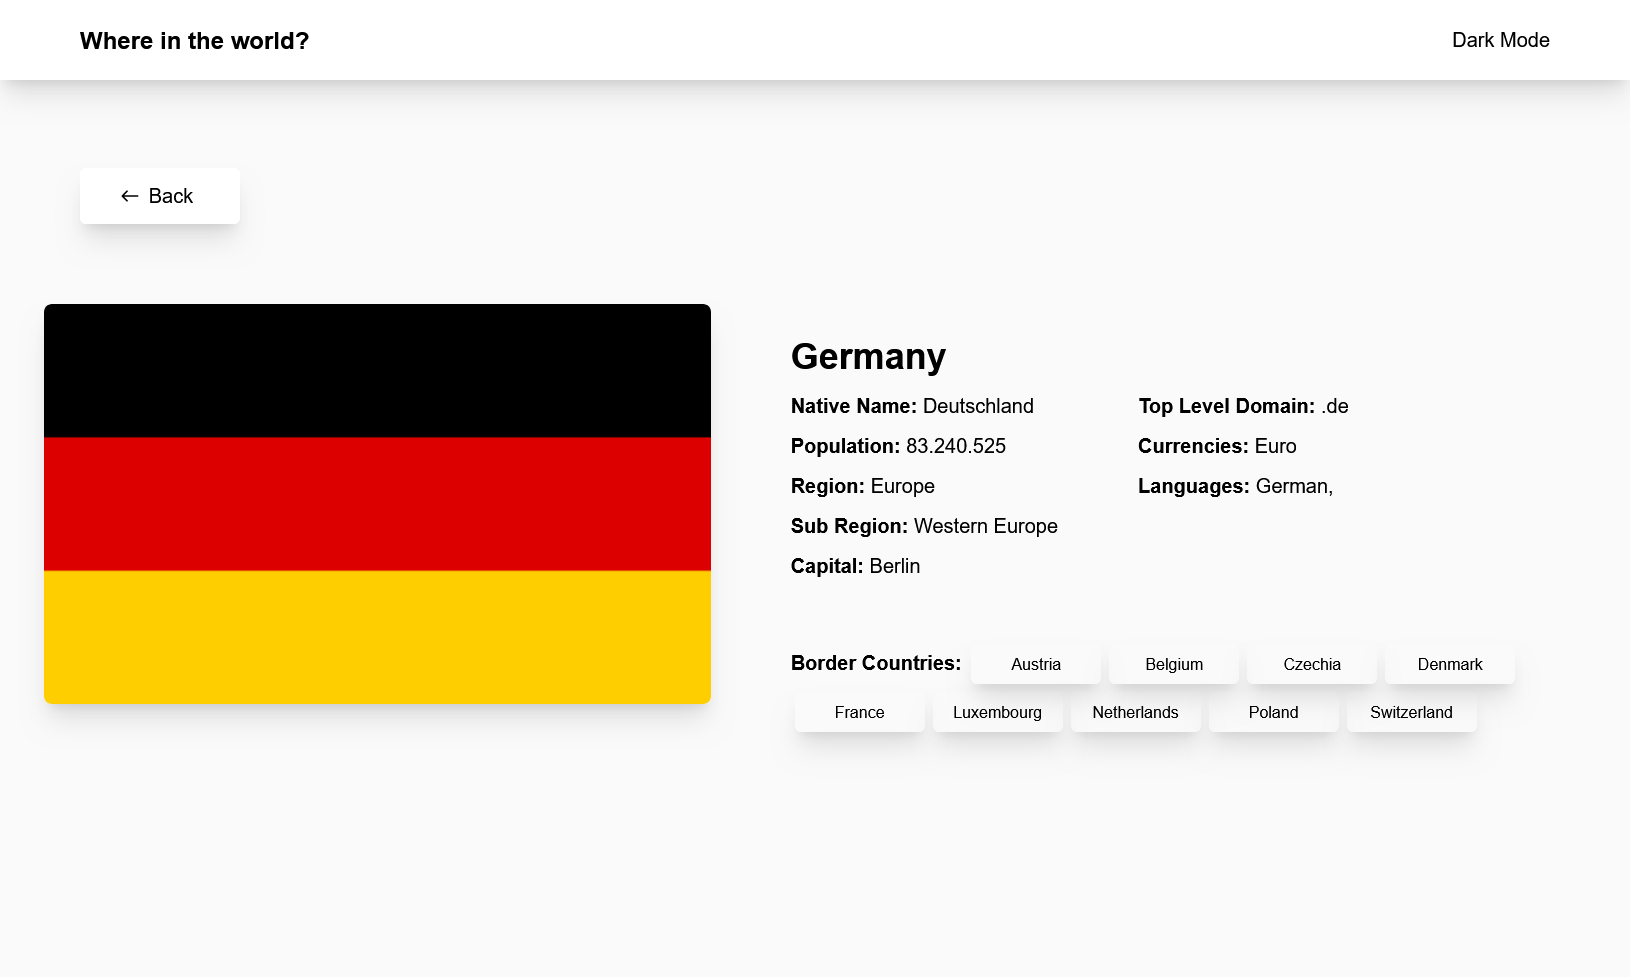 Where in the world?
Dark Mode
← Back
Germany
Native Name: Deutschland
Population: 83.240.525
Region: Europe
Sub Region: Western Europe
Capital: Berlin
Top Level Domain: .de
Currencies: Euro
Languages: German,
Border Countries: Austria Belgium Czechia Denmark
France Luxembourg Netherlands Poland Switzerland